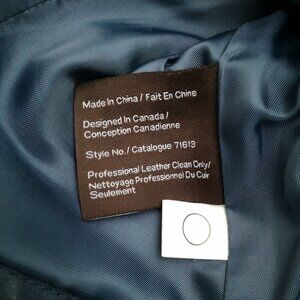 Made In China / Fait En Chine
Designed In Canada /
Conception Canadienne
Style No. / Catalogue 71613
Professional Leather Clean Only/
Nettoyage Professionnel Du Cuir
Seulement